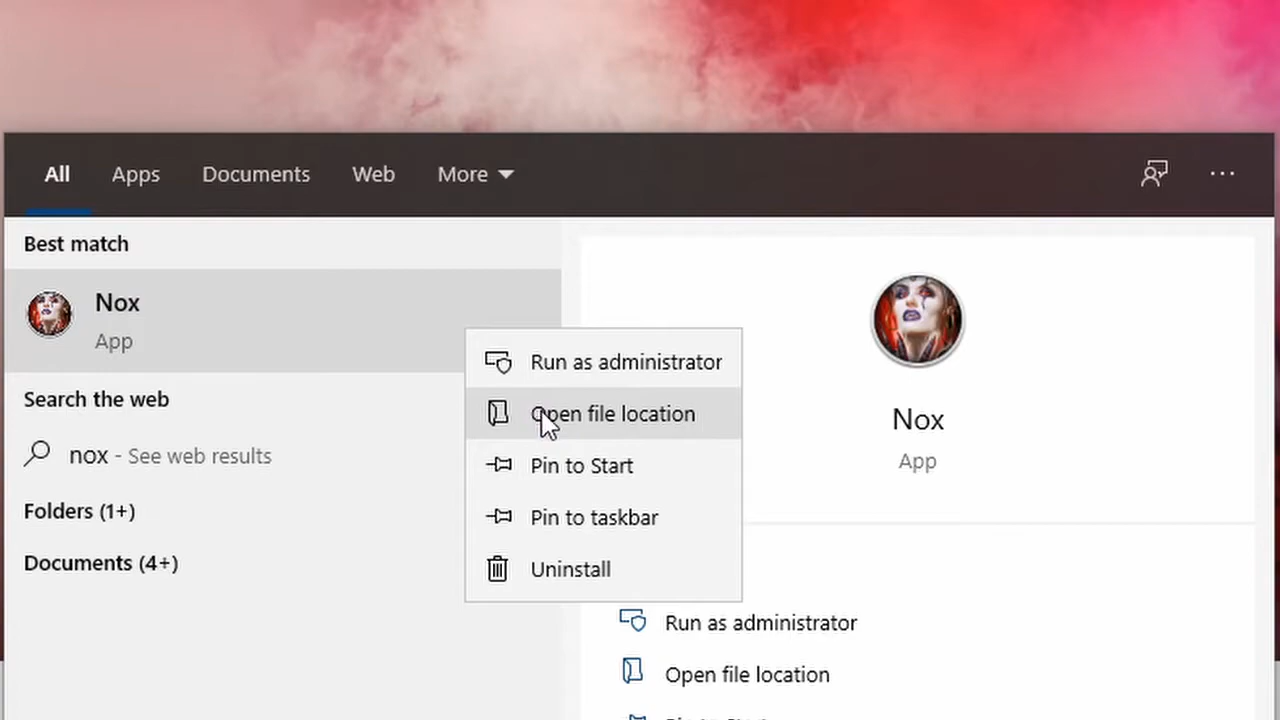 All Apps Documents Web More
Best match
Nox
App
Search the web
nox - See web results
Folders (1+)
Documents (4+)
Run as administrator
Open file location
Pin to Start
Pin to taskbar
Uninstall
Nox
App
Run as administrator
Open file location